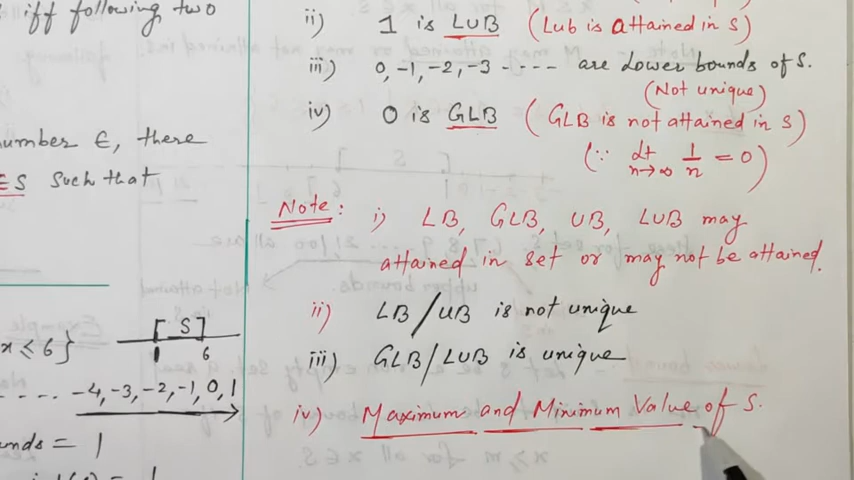 iff following two
number ϵ, there
∈S Such that
x ≤ 6}
[ S ]
1 6
.... -4, -3, -2, -1, 0, 1
unds = 1
ii) 1 is LUB (Lub is attained in S)
iii) 0, -1, -2, -3 ---- are Lower bounds of S.
(Not unique)
iv) 0 is GLB (GLB is not attained in S)
(∵ Lt n→∞ 1/n = 0)
Note: i) LB, GLB, UB, LUB may
attained in set or may not be attained.
ii) LB/UB is not unique
iii) GLB/LUB is unique
iv) Maximum and Minimum Value of S.